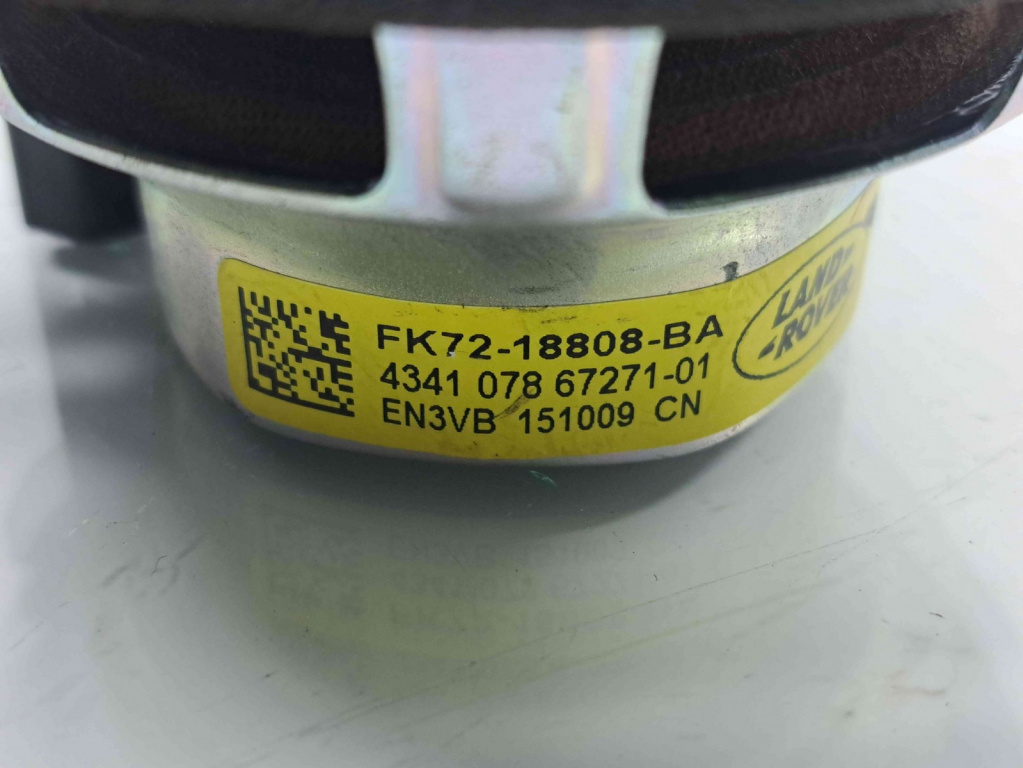 FK72-18808-BA
4341 078 67271-01
EN3VB 151009 CN
LAND-
-ROVER